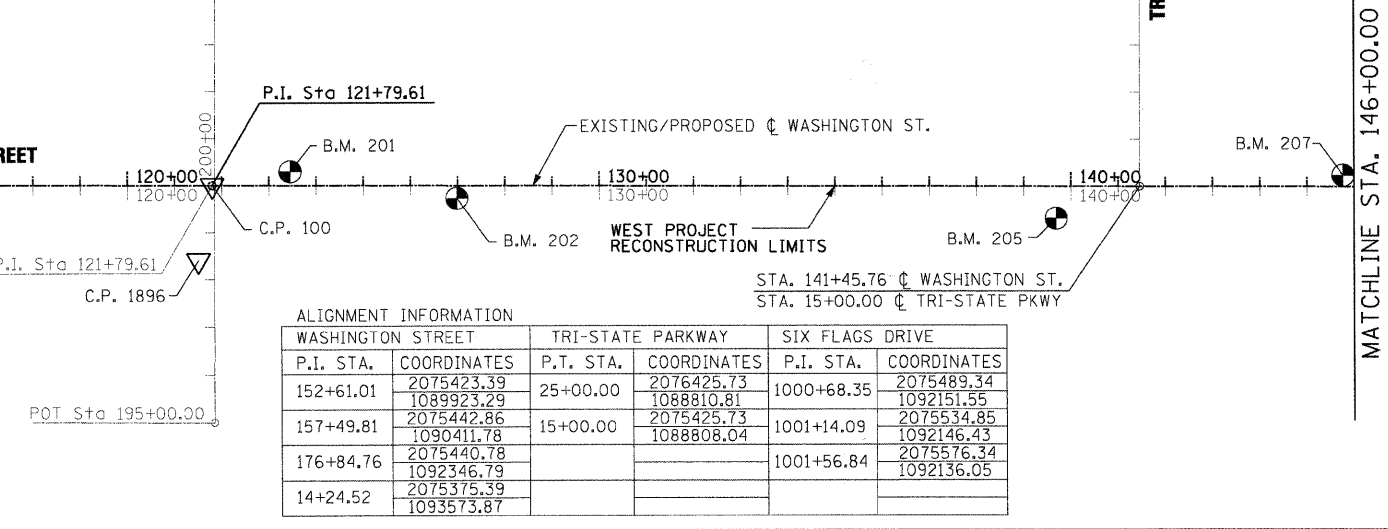 TR
MATCHLINE STA. 146+00.00
P.I. Sta 121+79.61
200+00
EXISTING/PROPOSED ℄ WASHINGTON ST.
B.M. 201
B.M. 207
REET
120+00
120+00
130+00
130+00
140+00
140+00
C.P. 100
B.M. 202
WEST PROJECT
RECONSTRUCTION LIMITS
B.M. 205
P.I. Sta 121+79.61
C.P. 1896
STA. 141+45.76 ℄ WASHINGTON ST.
STA. 15+00.00 ℄ TRI-STATE PKWY
ALIGNMENT INFORMATION
WASHINGTON STREET TRI-STATE PARKWAY SIX FLAGS DRIVE
P.I. STA. COORDINATES P.T. STA. COORDINATES P.I. STA. COORDINATES
152+61.01 2075423.39 25+00.00 2076425.73 1000+68.35 2075489.34
1089923.29 1088810.81 1092151.55
157+49.81 2075442.86 15+00.00 2075425.73 1001+14.09 2075534.85
1090411.78 1088808.04 1092146.43
176+84.76 2075440.78 1001+56.84 2075576.34
1092346.79 1092136.05
14+24.52 2075375.39
1093573.87
POT Sta 195+00.00